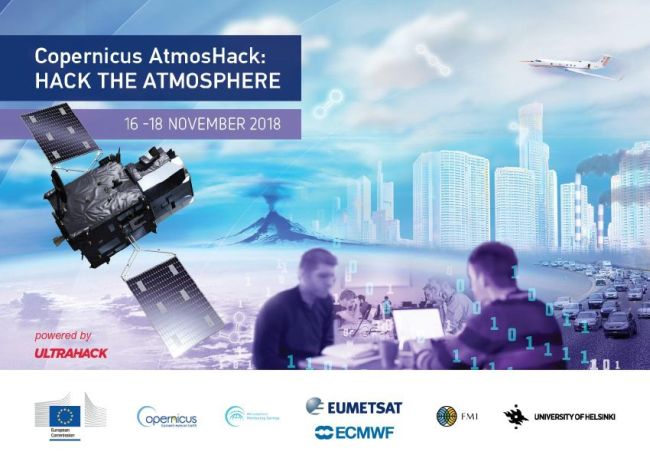 Copernicus AtmosHack:
HACK THE ATMOSPHERE
16 -18 NOVEMBER 2018
powered by
ULTRAHACK
European
Commission
opernicus
EUMETSAT
ECMWF
FMI
UNIVERSITY OF HELSINKI